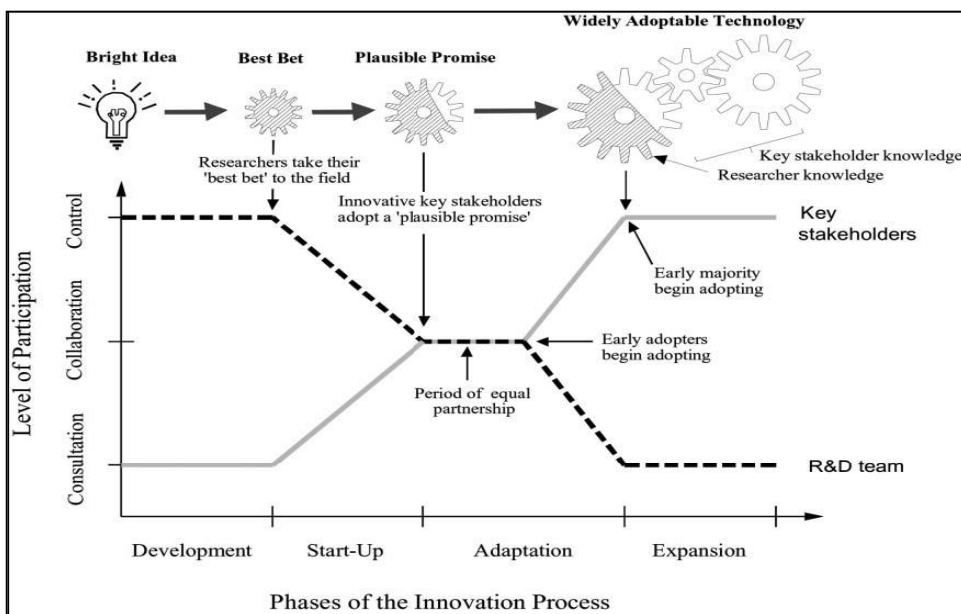 Widely Adoptable Technology
Bright Idea
Best Bet
Plausible Promise
Researchers take their
'best bet' to the field
Innovative key stakeholders
adopt a 'plausible promise'
Key stakeholder knowledge
Researcher knowledge
Level of Participation
Control
Collaboration
Consultation
Key
stakeholders
Early majority
begin adopting
Early adopters
begin adopting
Period of equal
partnership
R&D team
Development
Start-Up
Adaptation
Expansion
Phases of the Innovation Process